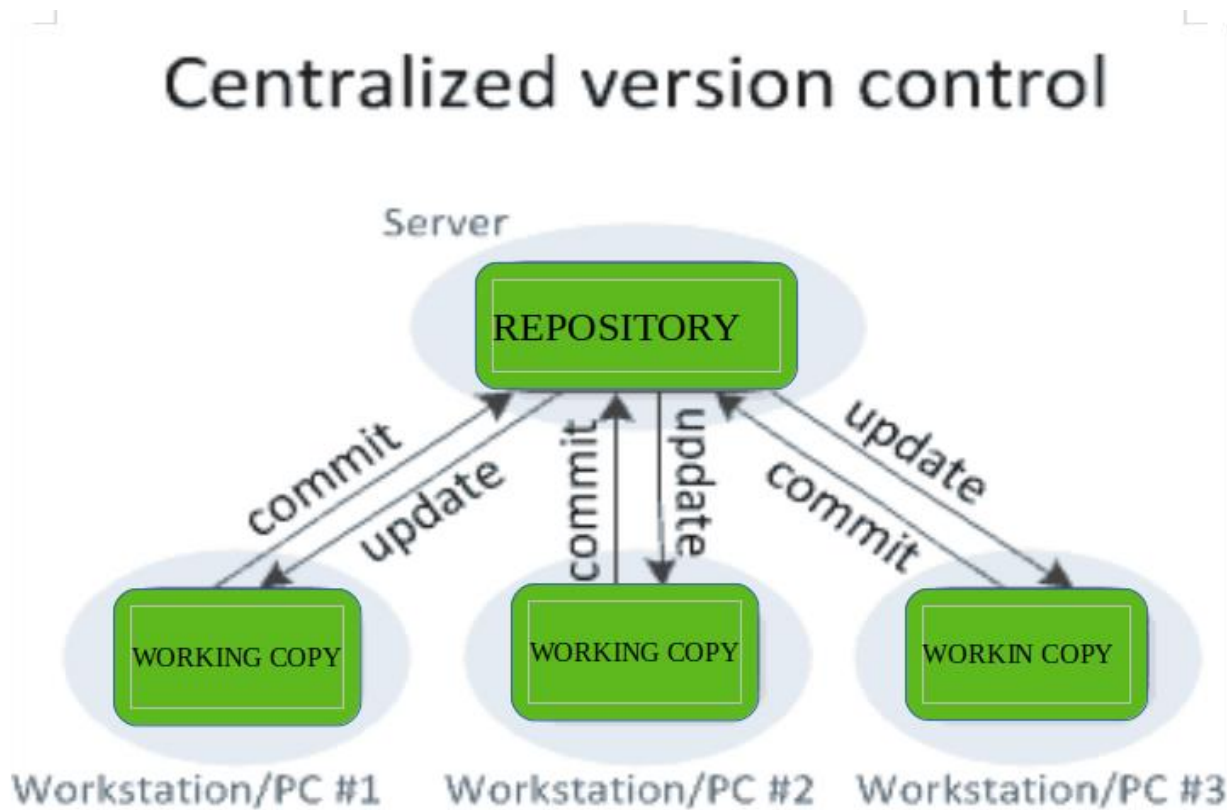 Centralized version control
Server
REPOSITORY
commit
update
commit
update
update
commit
WORKING COPY
WORKING COPY
WORKIN COPY
Workstation/PC #1
Workstation/PC #2
Workstation/PC #3